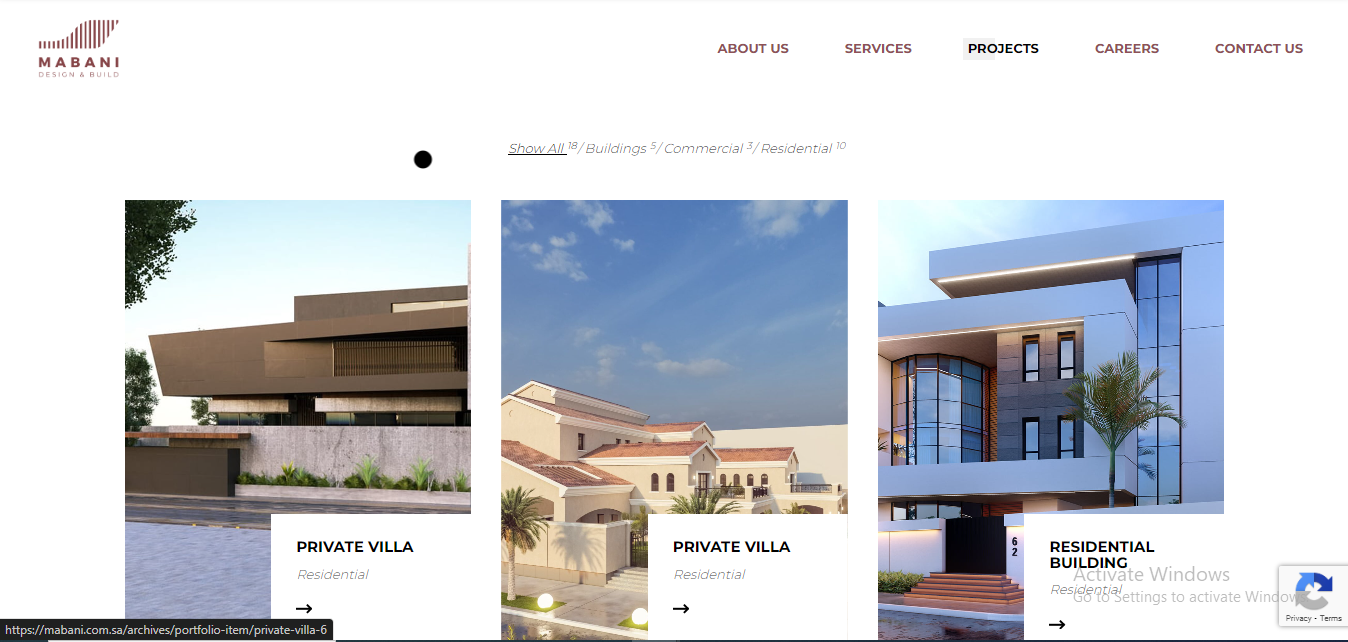 MABANI
DESIGN & BUILD
ABOUT US
SERVICES
PROJECTS
CAREERS
CONTACT US
Show All 18 / Buildings 5 / Commercial 3 / Residential 10
PRIVATE VILLA
Residential
→
PRIVATE VILLA
Residential
→
62
RESIDENTIAL
BUILDING
Residential
→
Activate Windows
Go to Settings to activate Windows
Privacy - Terms
https://mabani.com.sa/archives/portfolio-item/private-villa-6